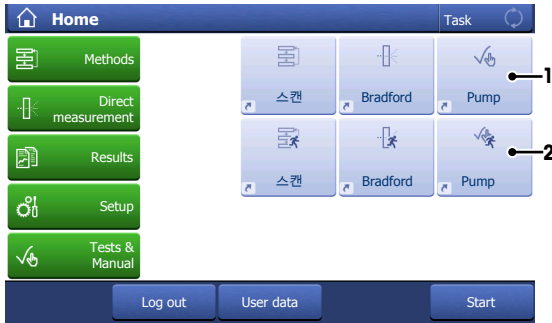 Home
Task
Methods
Direct
measurement
Results
Setup
Tests &
Manual
스캔
Bradford
Pump
1
스캔
Bradford
Pump
2
Log out
User data
Start